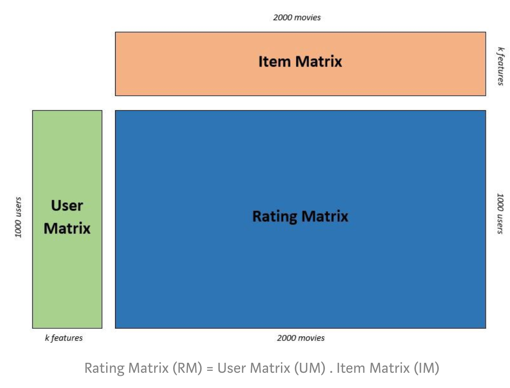 2000 movies
Item Matrix
k features
User
Matrix
1000 users
Rating Matrix
1000 users
k features
2000 movies
Rating Matrix (RM) = User Matrix (UM) . Item Matrix (IM)